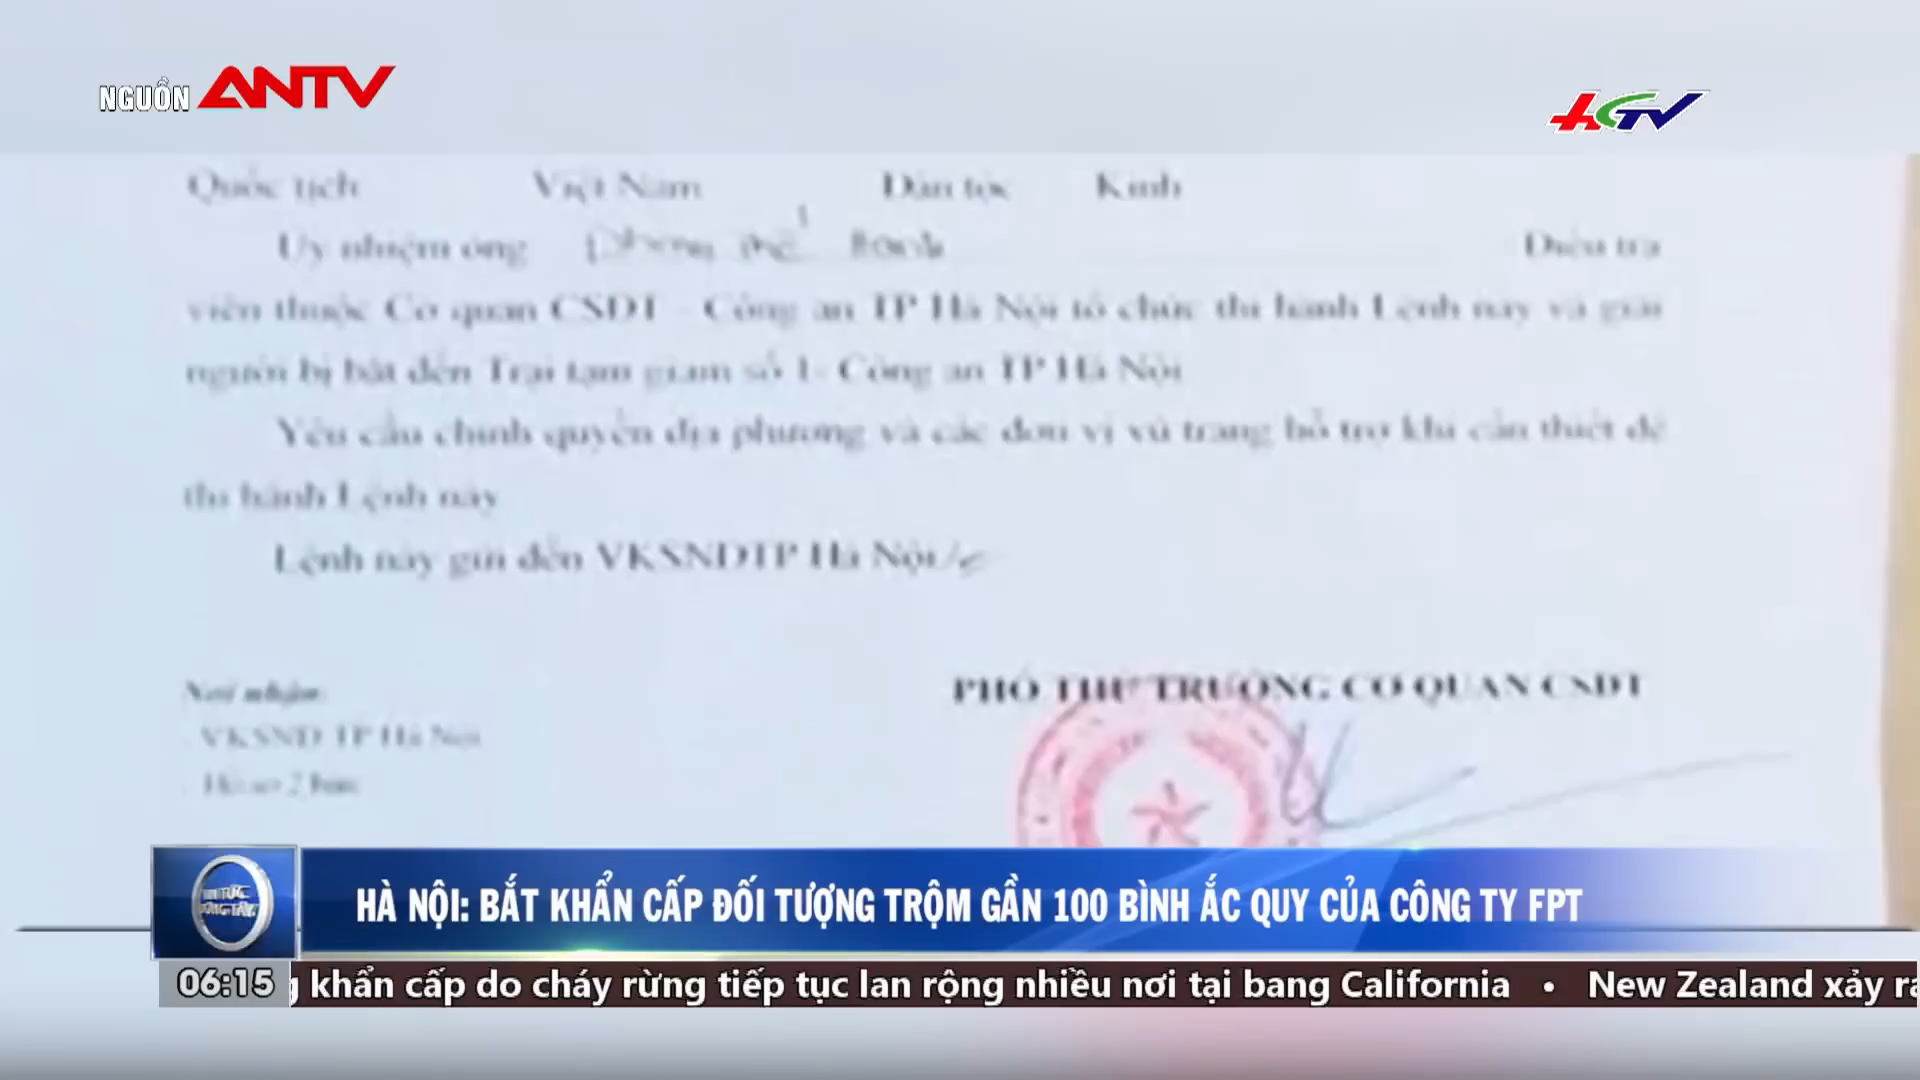 NGUỒN ANTV
HGTV
Quốc tịch Việt Nam Dân tộc Kinh
Ủy nhiệm ông Điều tra
viên thuộc Cơ quan CSĐT - Công an TP Hà Nội tổ chức thi hành Lệnh này và giải
người bị bắt đến Trại tạm giam số 1- Công an TP Hà Nội
Yêu cầu chính quyền địa phương và các đơn vị vũ trang hỗ trợ khi cần thiết để
thi hành Lệnh này
Lệnh này gửi đến VKSNDTP Hà Nội
Nơi nhận:
PHÓ THỦ TRƯỞNG CƠ QUAN CSĐT
VKSND TP Hà Nội
HÀ NỘI: BẮT KHẨN CẤP ĐỐI TƯỢNG TRỘM GẦN 100 BÌNH ẮC QUY CỦA CÔNG TY FPT
06:15 khẩn cấp do cháy rừng tiếp tục lan rộng nhiều nơi tại bang California • New Zealand xảy ra